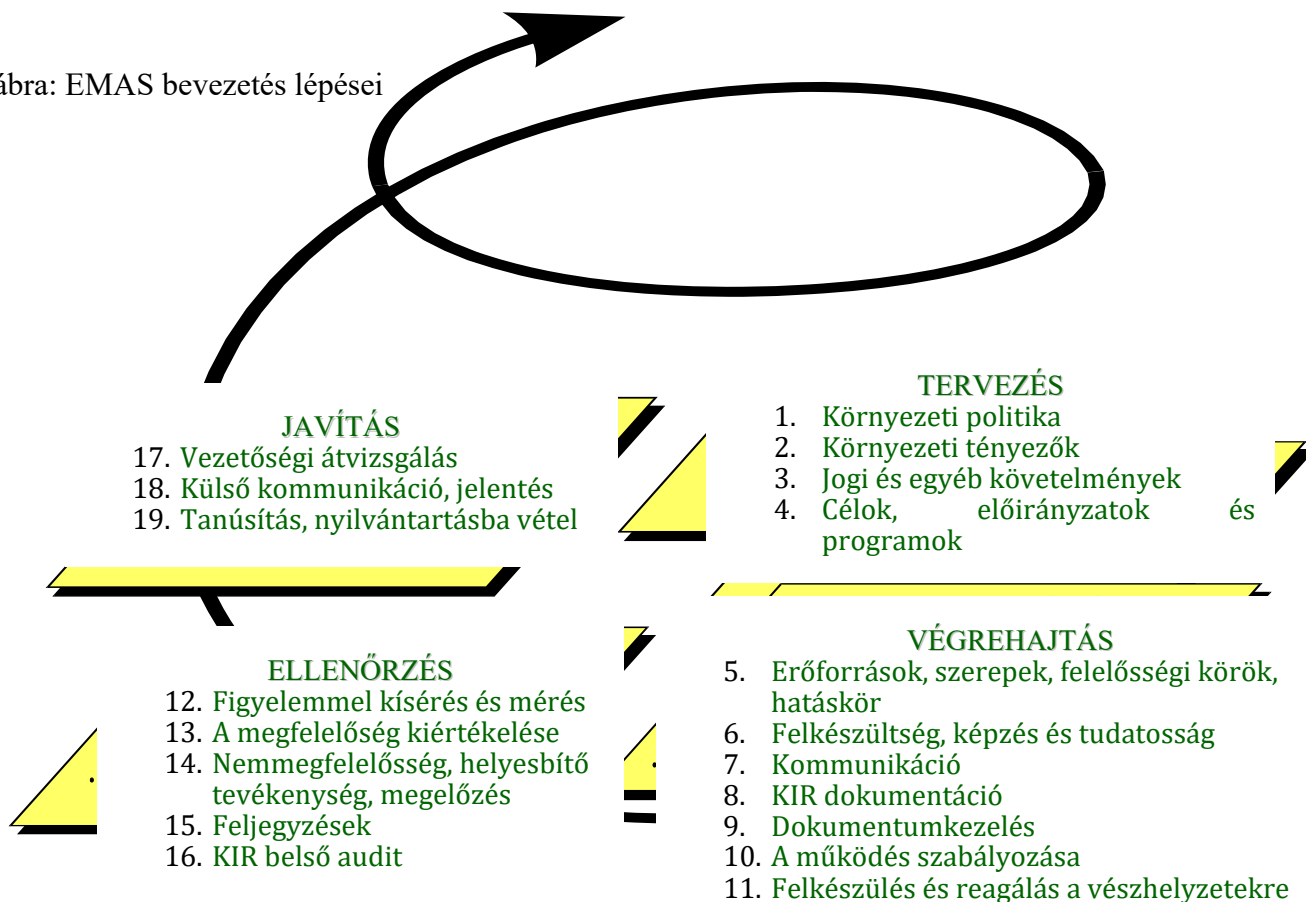 ábra: EMAS bevezetés lépései
JAVÍTÁS
17. Vezetőségi átvizsgálás
18. Külső kommunikáció, jelentés
19. Tanúsítás, nyilvántartásba vétel
TERVEZÉS
1. Környezeti politika
2. Környezeti tényezők
3. Jogi és egyéb követelmények
4. Célok, előirányzatok és
programok
ELLENŐRZÉS
12. Figyelemmel kísérés és mérés
13. A megfelelőség kiértékelése
14. Nemmegfelelősség, helyesbítő
tevékenység, megelőzés
15. Feljegyzések
16. KIR belső audit
VÉGREHAJTÁS
5. Erőforrások, szerepek, felelősségi körök,
hatáskör
6. Felkészültség, képzés és tudatosság
7. Kommunikáció
8. KIR dokumentáció
9. Dokumentumkezelés
10. A működés szabályozása
11. Felkészülés és reagálás a vészhelyzetekre